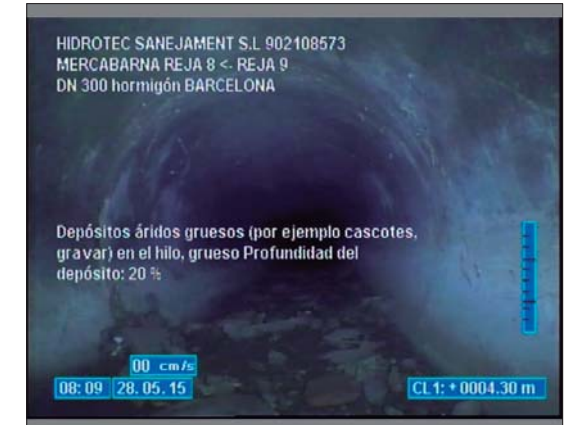 HIDROTEC SANEJAMENT S.L 902108573
MERCABARNA REJA 8 <- REJA 9
DN 300 hormigón BARCELONA
Depósitos áridos gruesos (por ejemplo cascotes,
gravar) en el hilo, grueso Profundidad del
depósito: 20 %
00 cm/s
08:09 28.05.15
CL1: + 0004.30 m